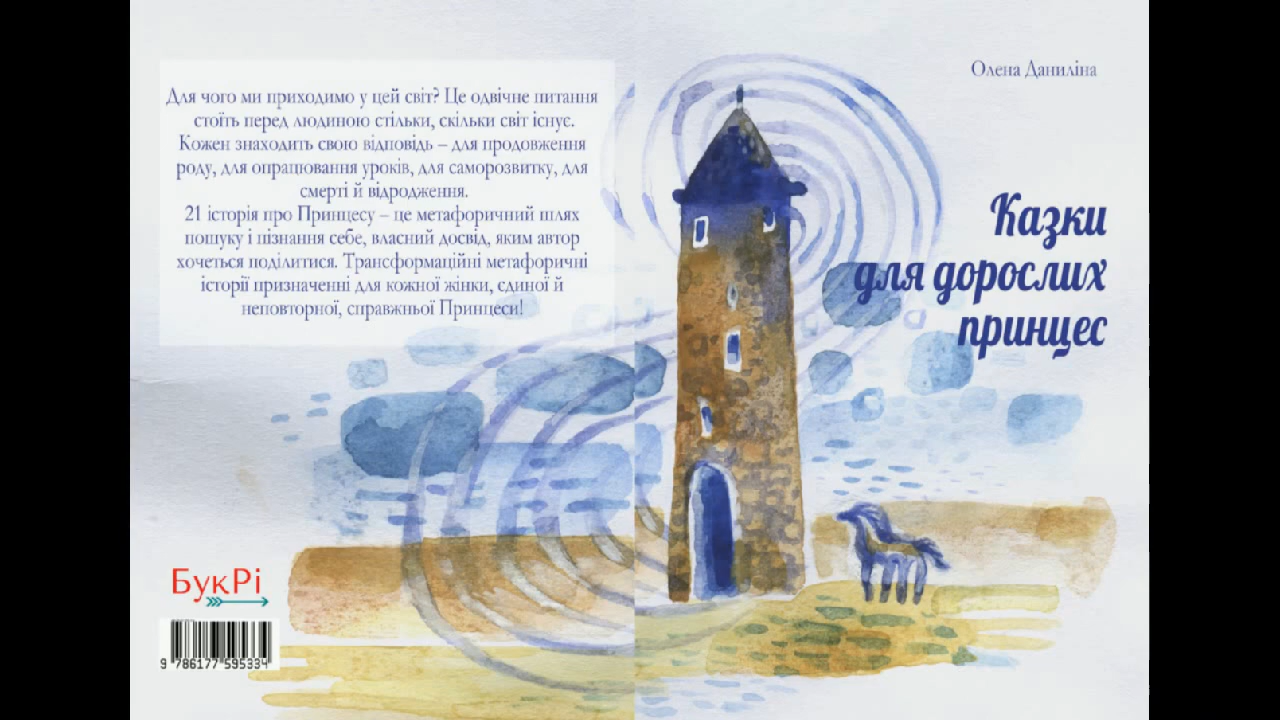 Для чого ми приходимо у цей світ? Це одвічне питання
стоїть перед людиною стільки, скільки світ існує.
Кожен знаходить свою відповідь – для продовження
роду, для опрацювання уроків, для саморозвитку, для
смерті й відродження.
21 історія про Принцесу – це метафоричний шлях
пошуку і пізнання себе, власний досвід, яким автор
хочеться поділитися. Трансформаційні метафоричні
історії призначенні для кожної жінки, єдиної й
неповторної, справжньої Принцеси!
БукРі
9 786177 595334
Олена Даниліна
Казки
для дорослих
принцес